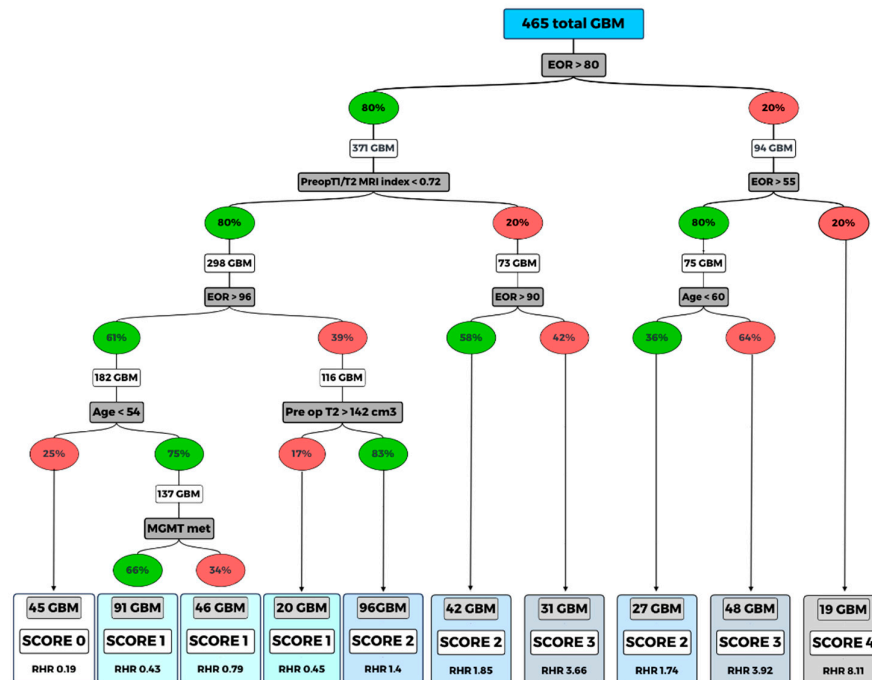 465 total GBM
EOR > 80
80%
20%
371 GBM
94 GBM
PreopT1/T2 MRI index < 0.72
EOR > 55
80%
20%
80%
20%
298 GBM
73 GBM
75 GBM
EOR > 96
EOR > 90
Age < 60
61%
39%
58%
42%
36%
64%
182 GBM
116 GBM
Age < 54
Pre op T2 > 142 cm3
25%
75%
17%
83%
137 GBM
MGMT met
66%
34%
45 GBM
91 GBM
46 GBM
20 GBM
96GBM
42 GBM
31 GBM
27 GBM
48 GBM
19 GBM
SCORE 0
SCORE 1
SCORE 1
SCORE 1
SCORE 2
SCORE 2
SCORE 3
SCORE 2
SCORE 3
SCORE 4
RHR 0.19
RHR 0.43
RHR 0.79
RHR 0.45
RHR 1.4
RHR 1.85
RHR 3.66
RHR 1.74
RHR 3.92
RHR 8.11